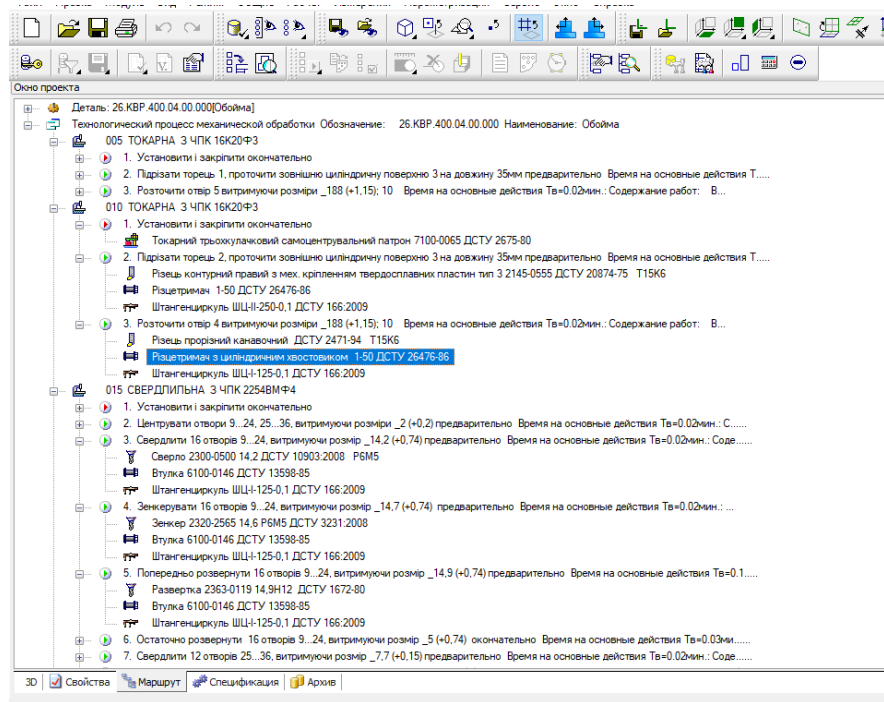 Окно проекта
Деталь: 26.КВР.400.04.00.000[Обойма]
Технологический процесс механической обработки Обозначение: 26.КВР.400.04.00.000 Наименование: Обойма
005 ТОКАРНА З ЧПК 16К20Ф3
1. Установити і закріпити окончательно
2. Підрізати торець 1, проточити зовнішню циліндричну поверхню 3 на довжину 35мм предварительно Время на основные действия Т.....
3. Розточити отвір 5 витримуючи розміри _188 (+1,15); 10 Время на основные действия Тв=0.02мин.: Содержание работ: В...
010 ТОКАРНА З ЧПК 16К20Ф3
1. Установити і закріпити окончательно
Токарний трьохкулачковий самоцентрувальний патрон 7100-0065 ДСТУ 2675-80
2. Підрізати торець 2, проточити зовнішню циліндричну поверхню 3 на довжину 35мм предварительно Время на основные действия Т.....
Різець контурний правий з мех. кріпленням твердосплавних пластин тип 3 2145-0555 ДСТУ 20874-75 Т15К6
Різцетримач 1-50 ДСТУ 26476-86
Штангенциркуль ШЦ-ІІ-250-0,1 ДСТУ 166:2009
3. Розточити отвір 4 витримуючи розміри _188 (+1,15); 10 Время на основные действия Тв=0.02мин.: Содержание работ: В...
Різець прорізний канавочний ДСТУ 2471-94 Т15К6
Різцетримач з циліндричним хвостовиком 1-50 ДСТУ 26476-86
Штангенциркуль ШЦ-І-125-0,1 ДСТУ 166:2009
015 СВЕРДЛИЛЬНА З ЧПК 2254ВМФ4
1. Установити і закріпити окончательно
2. Центрувати отвори 9...24, 25...36, витримуючи розміри _2 (+0,2) предварительно Время на основные действия Тв=0.02мин.: С......
3. Свердлити 16 отворів 9...24, витримуючи розмір _14,2 (+0,74) предварительно Время на основные действия Тв=0.02мин.: Соде.....
Сверло 2300-0500 14,2 ДСТУ 10903:2008 Р6М5
Втулка 6100-0146 ДСТУ 13598-85
Штангенциркуль ШЦ-І-125-0,1 ДСТУ 166:2009
4. Зенкерувати 16 отворів 9...24, витримуючи розмір _14,7 (+0,74) предварительно Время на основные действия Тв=0.02мин.: ...
Зенкер 2320-2565 14,6 Р6М5 ДСТУ 3231:2008
Втулка 6100-0146 ДСТУ 13598-85
Штангенциркуль ШЦ-І-125-0,1 ДСТУ 166:2009
5. Попередньо розвернути 16 отворів 9...24, витримуючи розмір _14,9 (+0,74) предварительно Время на основные действия Тв=0.1.....
Развертка 2363-0119 14,9Н12 ДСТУ 1672-80
Втулка 6100-0146 ДСТУ 13598-85
Штангенциркуль ШЦ-І-125-0,1 ДСТУ 166:2009
6. Остаточно розвернути 16 отворів 9...24, витримуючи розмір _5 (+0,74) окончательно Время на основные действия Тв=0.03ми......
7. Свердлити 12 отворів 25...36, витримуючи розмір _7,7 (+0,15) предварительно Время на основные действия Тв=0.02мин.: Соде.....
3D Свойства Маршрут Спецификация Архив